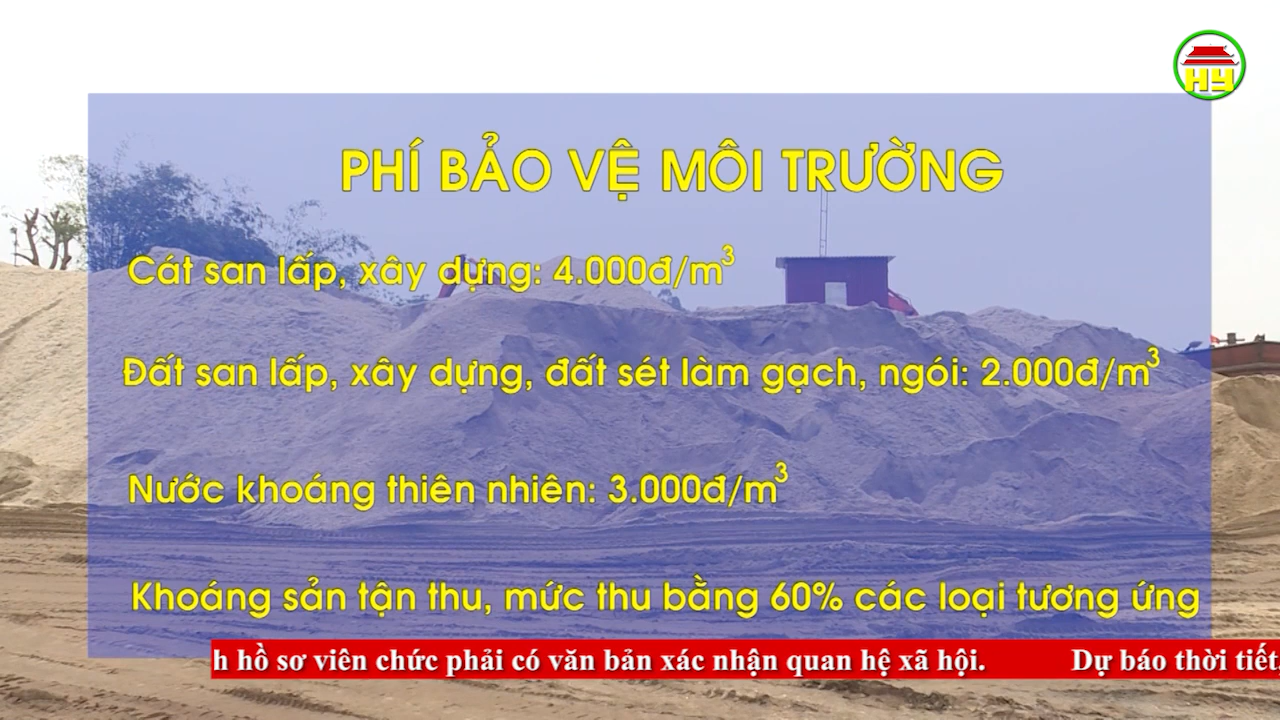 HY
PHÍ BẢO VỆ MÔI TRƯỜNG
Cát san lấp, xây dựng: 4.000đ/m³
Đất san lấp, xây dựng, đất sét làm gạch, ngói: 2.000đ/m³
Nước khoáng thiên nhiên: 3.000đ/m³
Khoáng sản tận thu, mức thu bằng 60% các loại tương ứng
h hồ sơ viên chức phải có văn bản xác nhận quan hệ xã hội. Dự báo thời tiết,